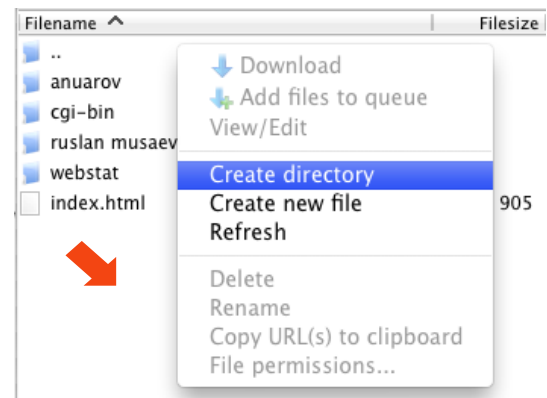 Filename Filesize
..
anuarov
cgi-bin
ruslan musaev
webstat
index.html 905
Download
Add files to queue
View/Edit
Create directory
Create new file
Refresh
Delete
Rename
Copy URL(s) to clipboard
File permissions...